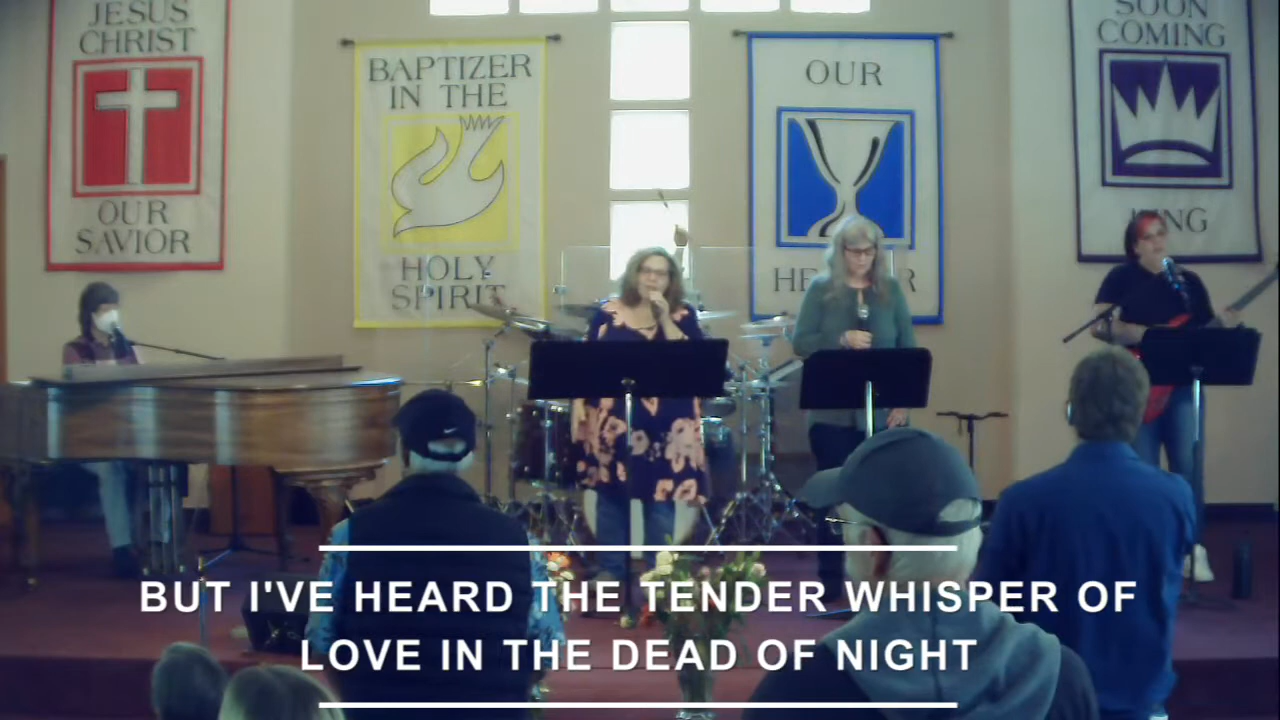 JESUS
CHRIST
OUR
SAVIOR
BAPTIZER
IN THE
HOLY
SPIRIT
OUR
SOON
COMING
KING
BUT I'VE HEARD THE TENDER WHISPER OF
LOVE IN THE DEAD OF NIGHT